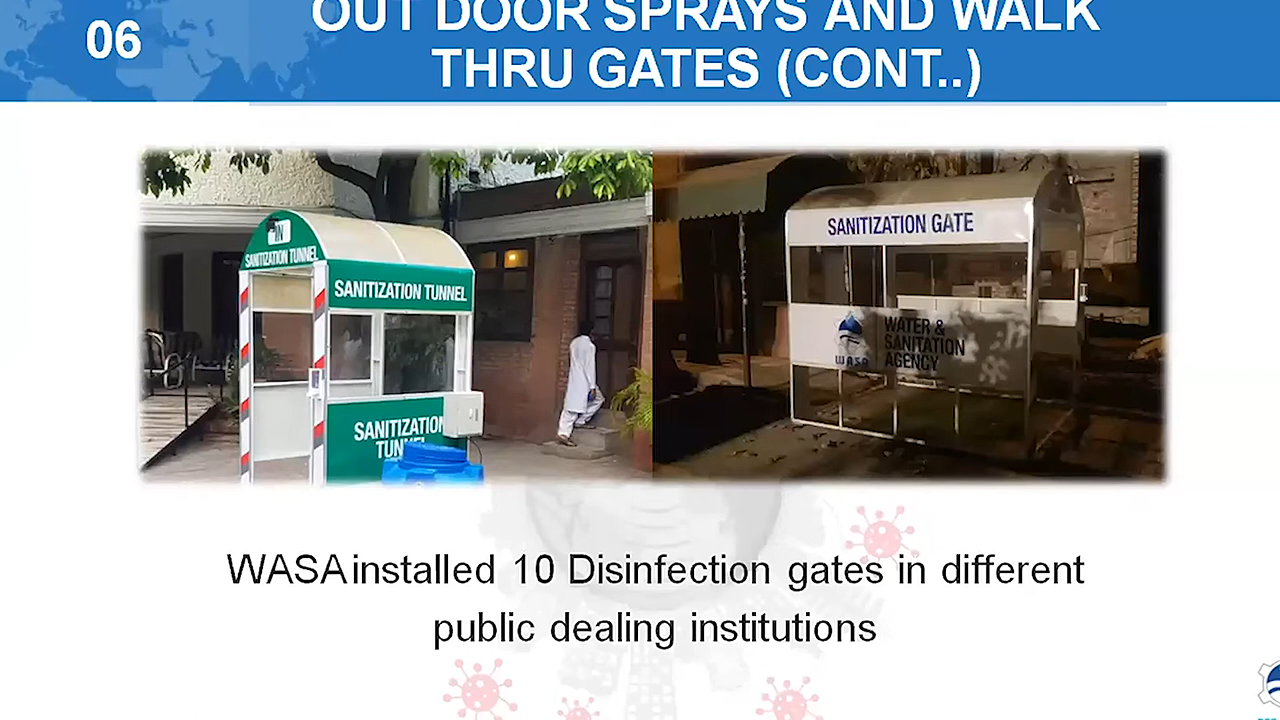 06
OUT DOOR SPRAYS AND WALK
THRU GATES (CONT..)
IN
SANITIZATION TUNNEL
SANITIZATION TUNNEL
SANITIZATION
TUNNEL
SANITIZATION GATE
WASA
WATER &
SANITATION
AGENCY
WASA installed 10 Disinfection gates in different
public dealing institutions